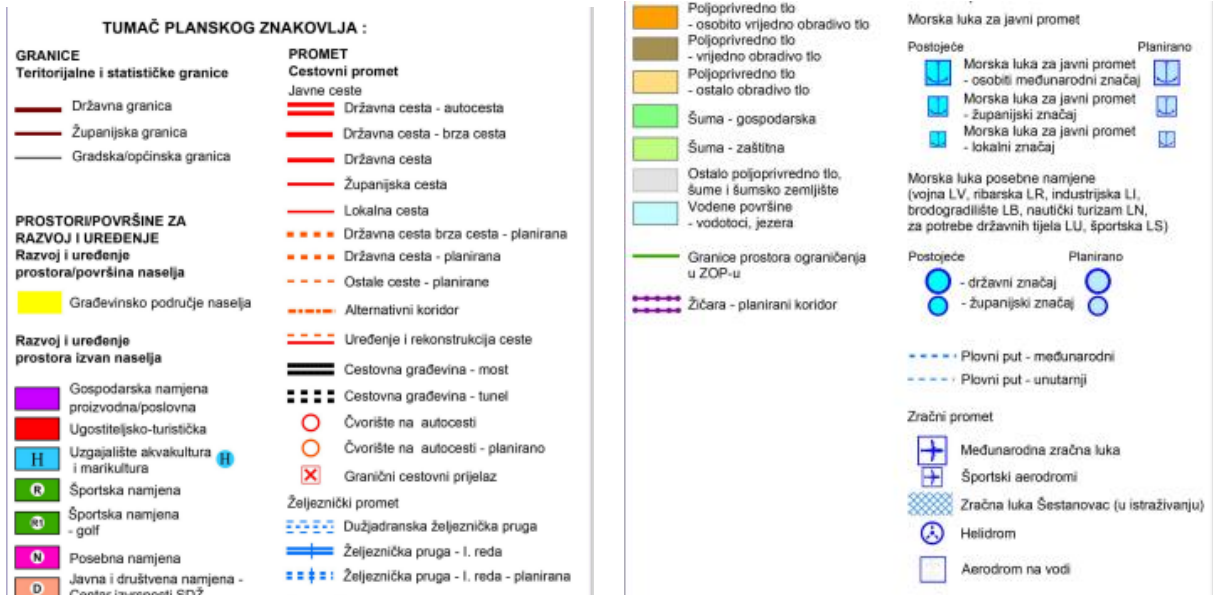 TUMAČ PLANSKOG ZNAKOVLJA :
GRANICE
Teritorijalne i statističke granice
Državna granica
Županijska granica
Gradska/općinska granica
PROSTORI/POVRŠINE ZA
RAZVOJ I UREĐENJE
Razvoj i uređenje
prostora/površina naselja
Građevinsko područje naselja
Razvoj i uređenje
prostora izvan naselja
Gospodarska namjena
proizvodna/poslovna
Ugostiteljsko-turistička
H
Uzgajalište akvakultura
i marikultura
H
R
Športska namjena
R1
Športska namjena
- golf
N
Posebna namjena
D
Javna i društvena namjena -
Centar izvrsnosti SDŽ
PROMET
Cestovni promet
Javne ceste
Državna cesta - autocesta
Državna cesta - brza cesta
Državna cesta
Županijska cesta
Lokalna cesta
Državna cesta brza cesta - planirana
Državna cesta - planirana
Ostale ceste - planirane
Alternativni koridor
Uređenje i rekonstrukcija ceste
Cestovna građevina - most
Cestovna građevina - tunel
Čvorište na autocesti
Čvorište na autocesti - planirano
Granični cestovni prijelaz
Željeznički promet
Dužjadranska željeznička pruga
Željeznička pruga - I. reda
Željeznička pruga - I. reda - planirana
Poljoprivredno tlo
- osobito vrijedno obradivo tlo
Poljoprivredno tlo
- vrijedno obradivo tlo
Poljoprivredno tlo
- ostalo obradivo tlo
Šuma - gospodarska
Šuma - zaštitna
Ostalo poljoprivredno tlo,
šume i šumsko zemljište
Vodene površine
- vodotoci, jezera
Granice prostora ograničenja
u ZOP-u
Žičara - planirani koridor
Morska luka za javni promet
Postojeće Planirano
Morska luka za javni promet
- osobiti međunarodni značaj
Morska luka za javni promet
- županijski značaj
Morska luka za javni promet
- lokalni značaj
Morska luka posebne namjene
(vojna LV, ribarska LR, industrijska LI,
brodogradilište LB, nautički turizam LN,
za potrebe državnih tijela LU, športska LS)
Postojeće Planirano
- državni značaj
- županijski značaj
Plovni put - međunarodni
Plovni put - unutarnji
Zračni promet
Međunarodna zračna luka
Športski aerodromi
Zračna luka Šestanovac (u istraživanju)
Helidrom
Aerodrom na vodi